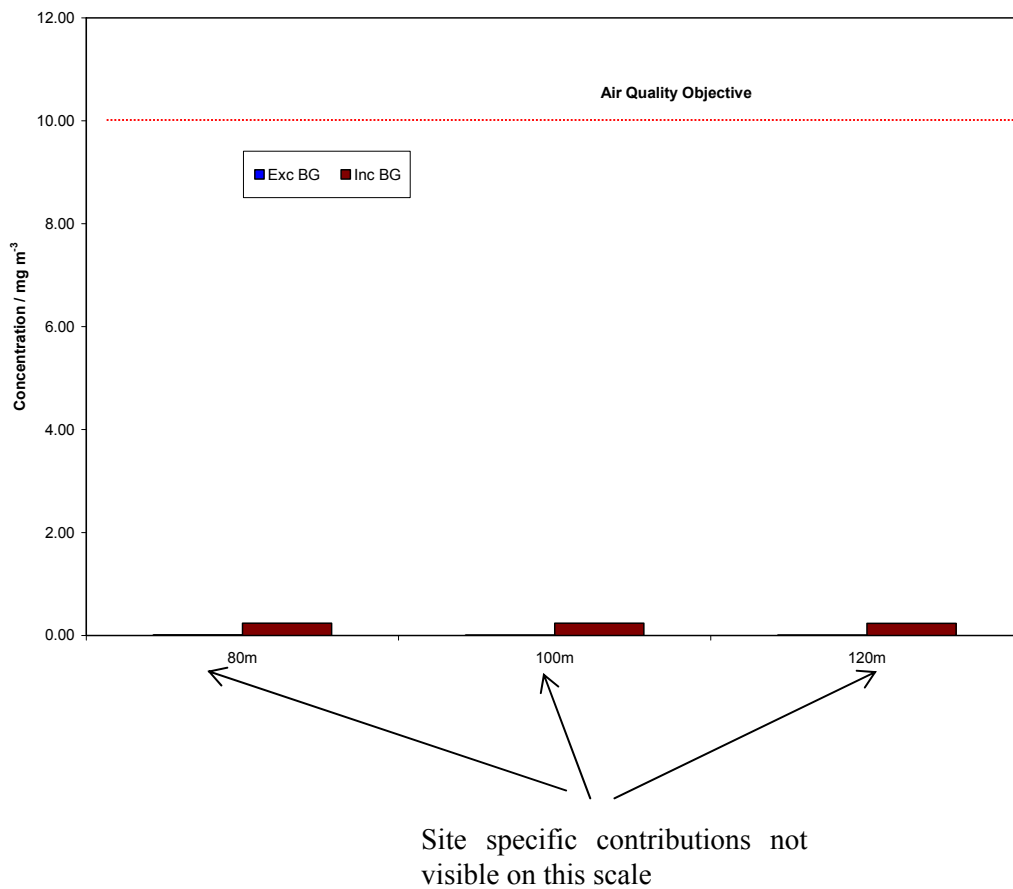 12.00
Air Quality Objective
10.00
Exc BG Inc BG
8.00
Concentration / mg m⁻³
6.00
4.00
2.00
0.00
80m 100m 120m
Site specific contributions not
visible on this scale